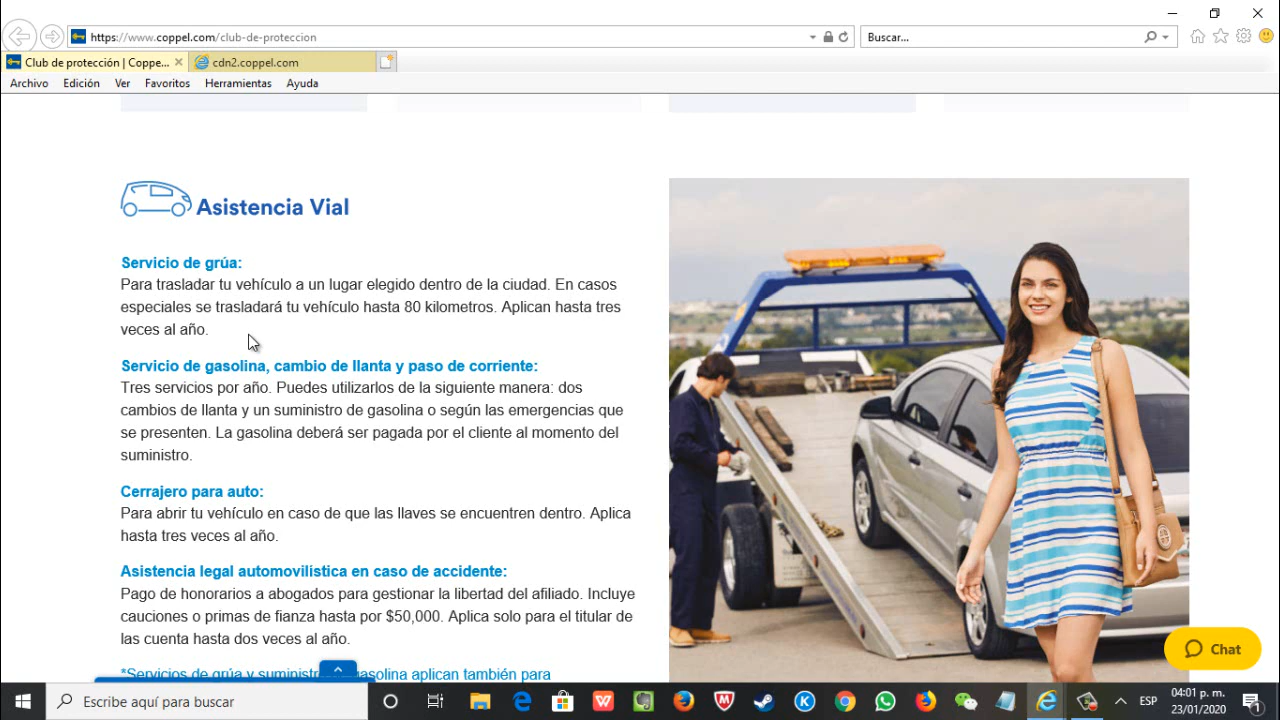 https://www.coppel.com/club-de-proteccion
Buscar...
Club de protección | Coppe...
cdn2.coppel.com
Archivo Edición Ver Favoritos Herramientas Ayuda
Asistencia Vial
Servicio de grúa:
Para trasladar tu vehículo a un lugar elegido dentro de la ciudad. En casos
especiales se trasladará tu vehículo hasta 80 kilometros. Aplican hasta tres
veces al año.
Servicio de gasolina, cambio de llanta y paso de corriente:
Tres servicios por año. Puedes utilizarlos de la siguiente manera: dos
cambios de llanta y un suministro de gasolina o según las emergencias que
se presenten. La gasolina deberá ser pagada por el cliente al momento del
suministro.
Cerrajero para auto:
Para abrir tu vehículo en caso de que las llaves se encuentren dentro. Aplica
hasta tres veces al año.
Asistencia legal automovilistica en caso de accidente:
Pago de honorarios a abogados para gestionar la libertad del afiliado. Incluye
cauciones o primas de fianza hasta por $50,000. Aplica solo para el titular de
las cuenta hasta dos veces al año.
*Servicios de grúa y suministro gasolina aplican también para
Chat
Escribe aquí para buscar
ESP
04:01 p. m.
23/01/2020
1